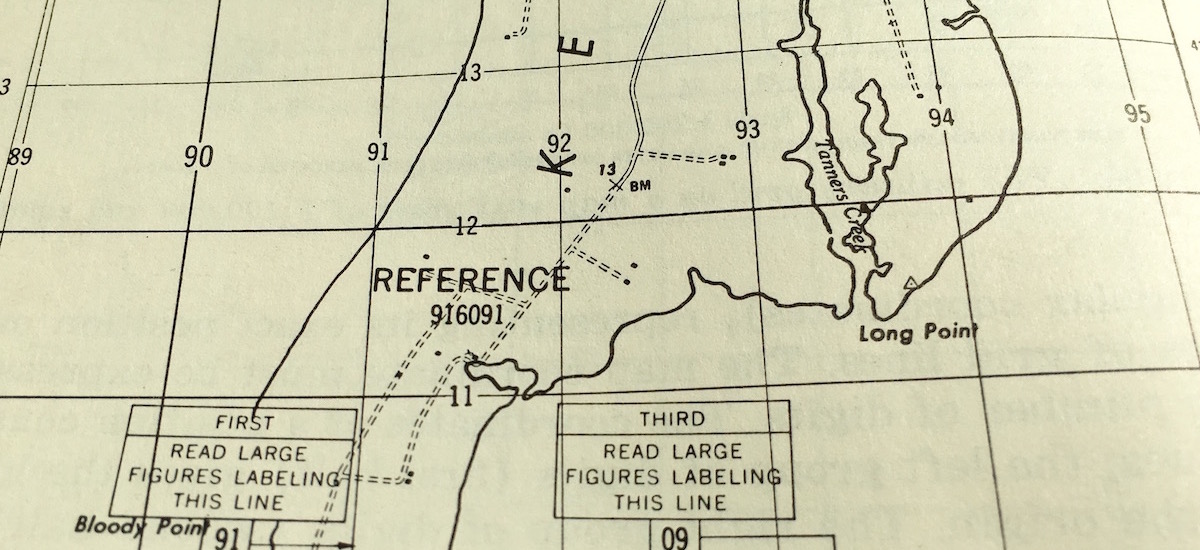 E
3
13
94
95
93
92
91
90
89
K
13
BM
Tanners Creek
12
REFERENCE
916091
Long Point
11
FIRST
READ LARGE
FIGURES LABELING
THIS LINE
THIRD
READ LARGE
FIGURES LABELING
THIS LINE
Bloody Point
91
09